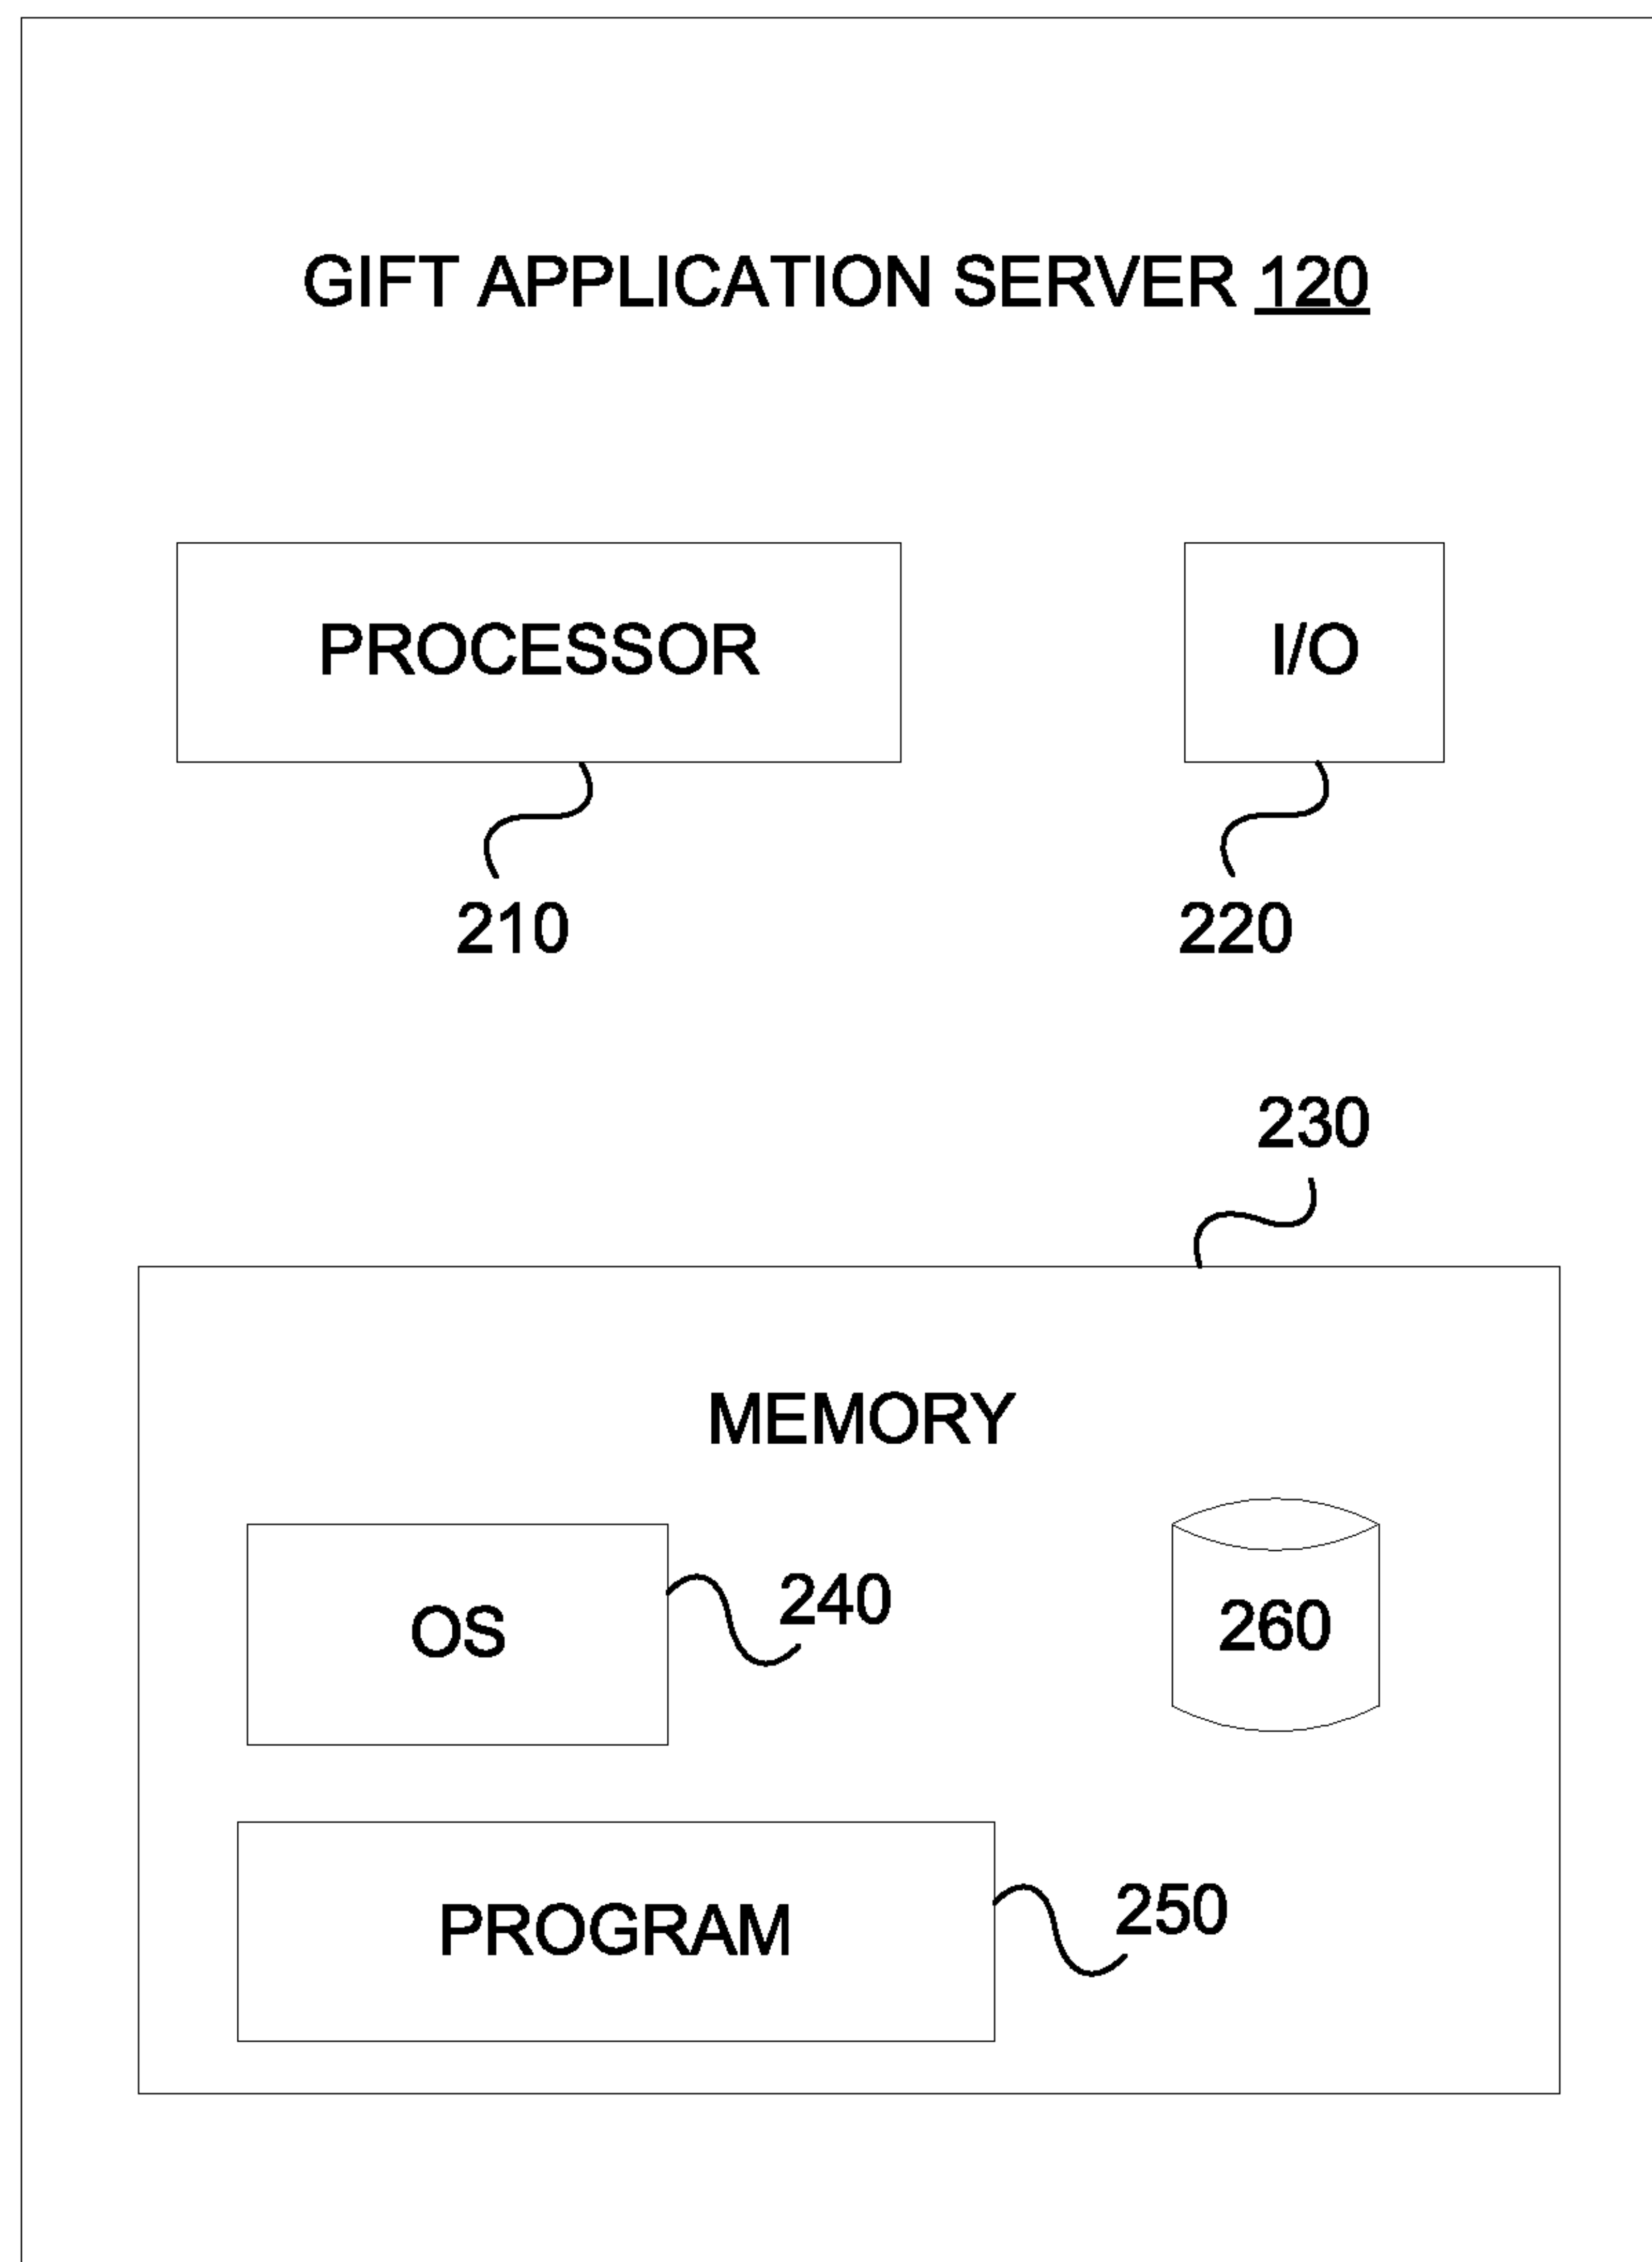 GIFT APPLICATION SERVER 120
PROCESSOR
I/O
210
220
230
MEMORY
OS
240
260
PROGRAM
250